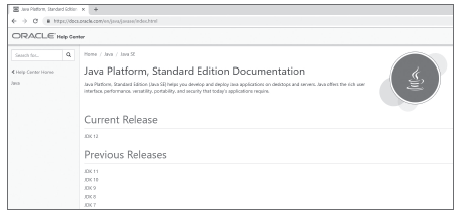 Java Platform, Standard Edition
https://docs.oracle.com/en/java/javase/index.html
ORACLE Help Center
Search for...
Home / Java / Java SE
Help Center Home
Java
Java Platform, Standard Edition Documentation
Java Platform, Standard Edition (Java SE) helps you develop and deploy Java applications on desktops and servers. Java offers the rich user
interface, performance, versatility, portability, and security that today's applications require.
Current Release
JDK 12
Previous Releases
JDK 11
JDK 10
JDK 9
JDK 8
JDK 7